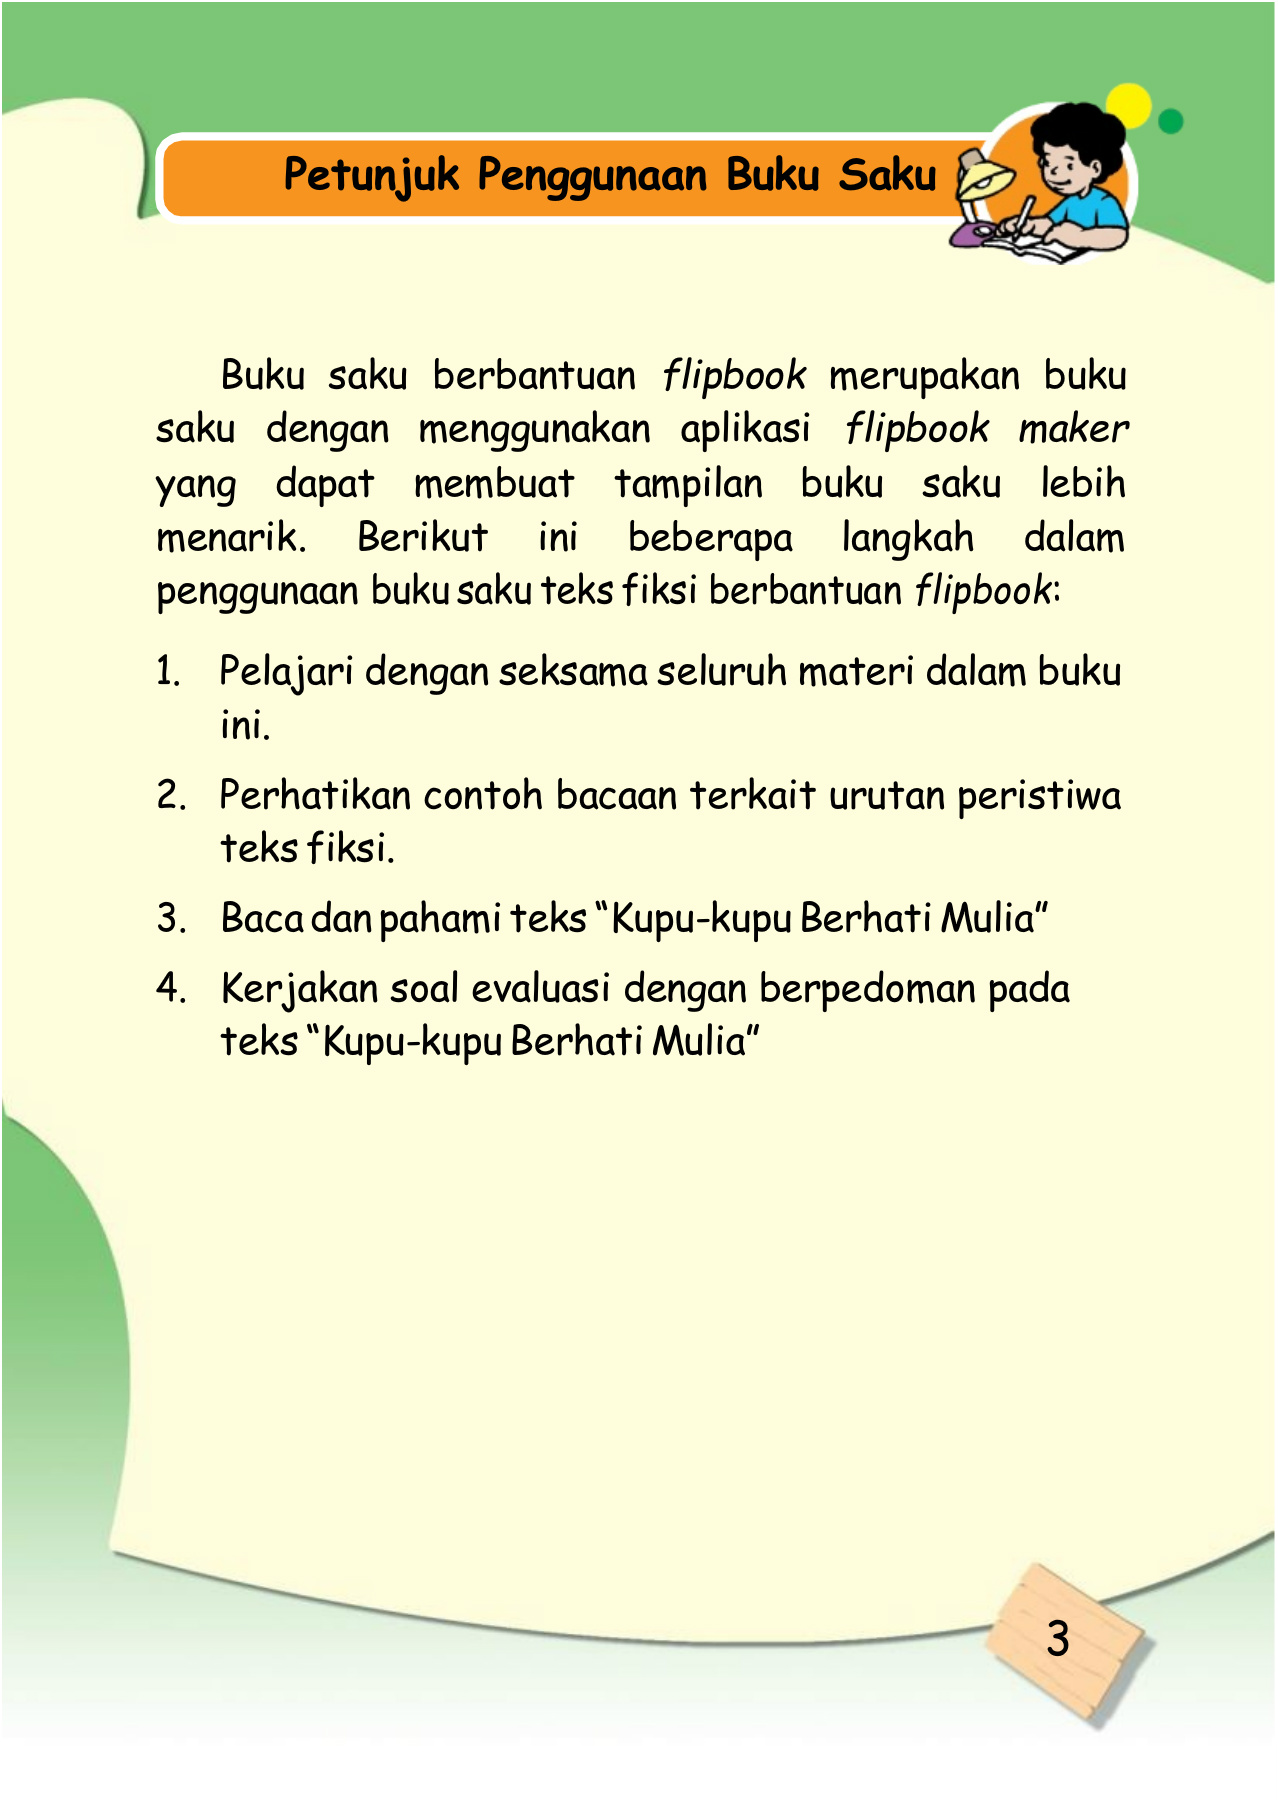 Petunjuk Penggunaan Buku Saku
Buku saku berbantuan flipbook merupakan buku
saku dengan menggunakan aplikasi flipbook maker
yang dapat membuat tampilan buku saku lebih
menarik. Berikut ini beberapa langkah dalam
penggunaan buku saku teks fiksi berbantuan flipbook:
1. Pelajari dengan seksama seluruh materi dalam buku
ini.
2. Perhatikan contoh bacaan terkait urutan peristiwa
teks fiksi.
3. Baca dan pahami teks “Kupu-kupu Berhati Mulia”
4. Kerjakan soal evaluasi dengan berpedoman pada
teks “Kupu-kupu Berhati Mulia”
3